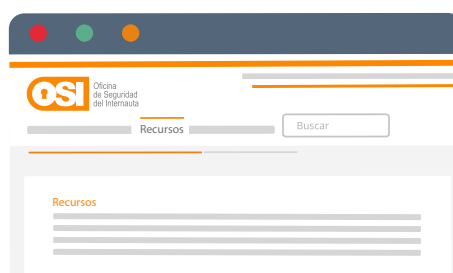 OSI
Oficina
de Seguridad
del Internauta
Recursos
Buscar
Recursos